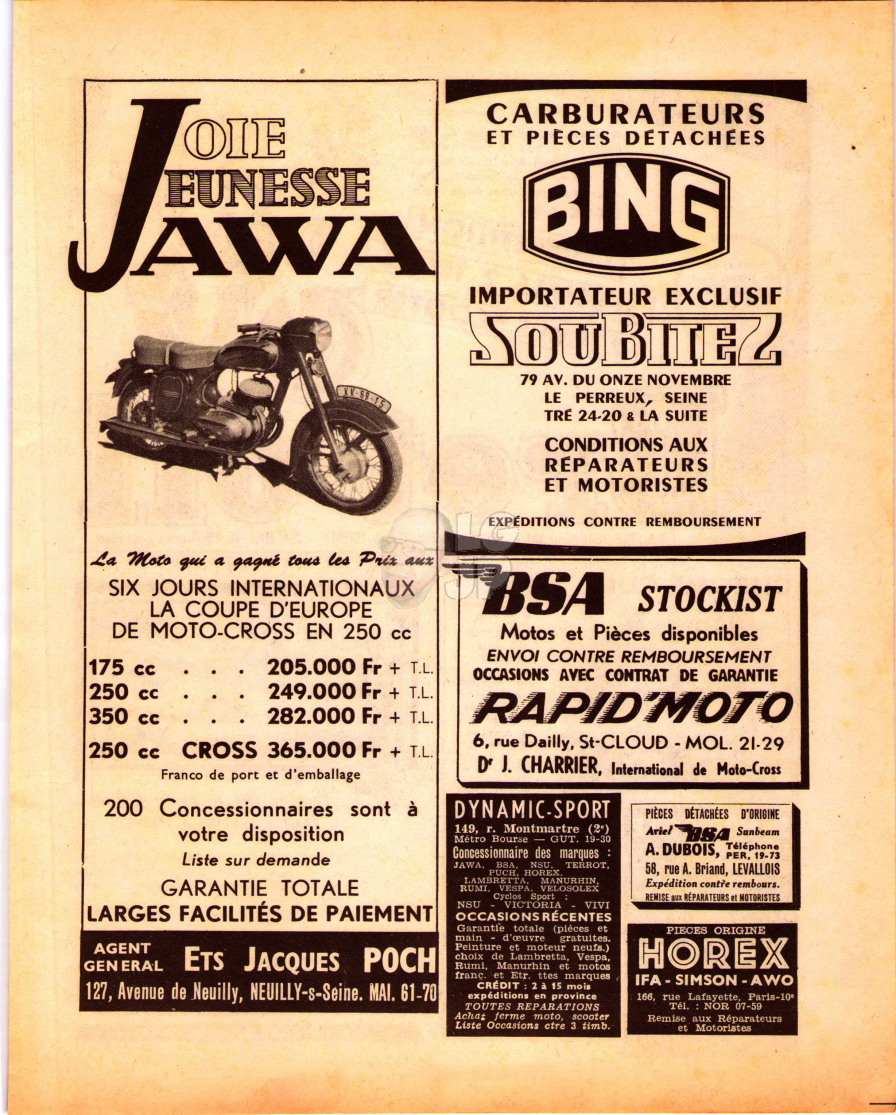 JOIE
JEUNESSE
JAWA
XV-69-15
La Moto qui a gagné tous les Prix aux
SIX JOURS INTERNATIONAUX
LA COUPE D'EUROPE
DE MOTO-CROSS EN 250 cc
175 cc . . . 205.000 Fr + T.L.
250 cc . . . 249.000 Fr + T.L.
350 cc . . . 282.000 Fr + T.L.
250 cc CROSS 365.000 Fr + T.L.
Franco de port et d'emballage
200 Concessionnaires sont à
votre disposition
Liste sur demande
GARANTIE TOTALE
LARGES FACILITÉS DE PAIEMENT
AGENT
GENERAL ETS JACQUES POCH
127, Avenue de Neuilly, NEUILLY-s-Seine. MAI. 61-70
CARBURATEURS
ET PIÈCES DÉTACHÉES
BING
IMPORTATEUR EXCLUSIF
SOUBITEZ
79 AV. DU ONZE NOVEMBRE
LE PERREUX, SEINE
TRÉ 24-20 & LA SUITE
CONDITIONS AUX
RÉPARATEURS
ET MOTORISTES
EXPÉDITIONS CONTRE REMBOURSEMENT
LG
JP
BSA STOCKIST
Motos et Pièces disponibles
ENVOI CONTRE REMBOURSEMENT
OCCASIONS AVEC CONTRAT DE GARANTIE
RAPID'MOTO
6, rue Dailly, St-CLOUD - MOL. 21-29
Dr J. CHARRIER, International de Moto-Cross
DYNAMIC-SPORT
149, r. Montmartre (2e)
Métro Bourse — GUT. 19-30
Concessionnaire des marques :
JAWA, BSA, NSU, TERROT,
PUCH, HOREX,
LAMBRETTA, MANURHIN,
RUMI, VESPA, VELOSOLEX
Cyclos Sport :
NSU - VICTORIA - VIVI
OCCASIONS RÉCENTES
Garantie totale (pièces et
main - d'œuvre gratuites.
Peinture et moteur neufs.)
choix de Lambretta, Vespa,
Rumi, Manurhin et motos
franç. et Etr. ttes marques
CRÉDIT : 2 à 15 mois
expéditions en province
TOUTES REPARATIONS
Achat ferme moto, scooter
Liste Occasions ctre 3 timb.
PIÈCES DÉTACHÉES D'ORIGINE
Ariel BSA Sunbeam
A. DUBOIS, Téléphone
PER, 19-73
58, rue A. Briand, LEVALLOIS
Expédition contre rembours.
REMISE aux RÉPARATEURS et MOTORISTES
PIECES ORIGINE
HOREX
IFA - SIMSON - AWO
166, rue Lafayette, Paris-10e
Tél. : NOR 07-59
Remise aux Réparateurs
et Motoristes